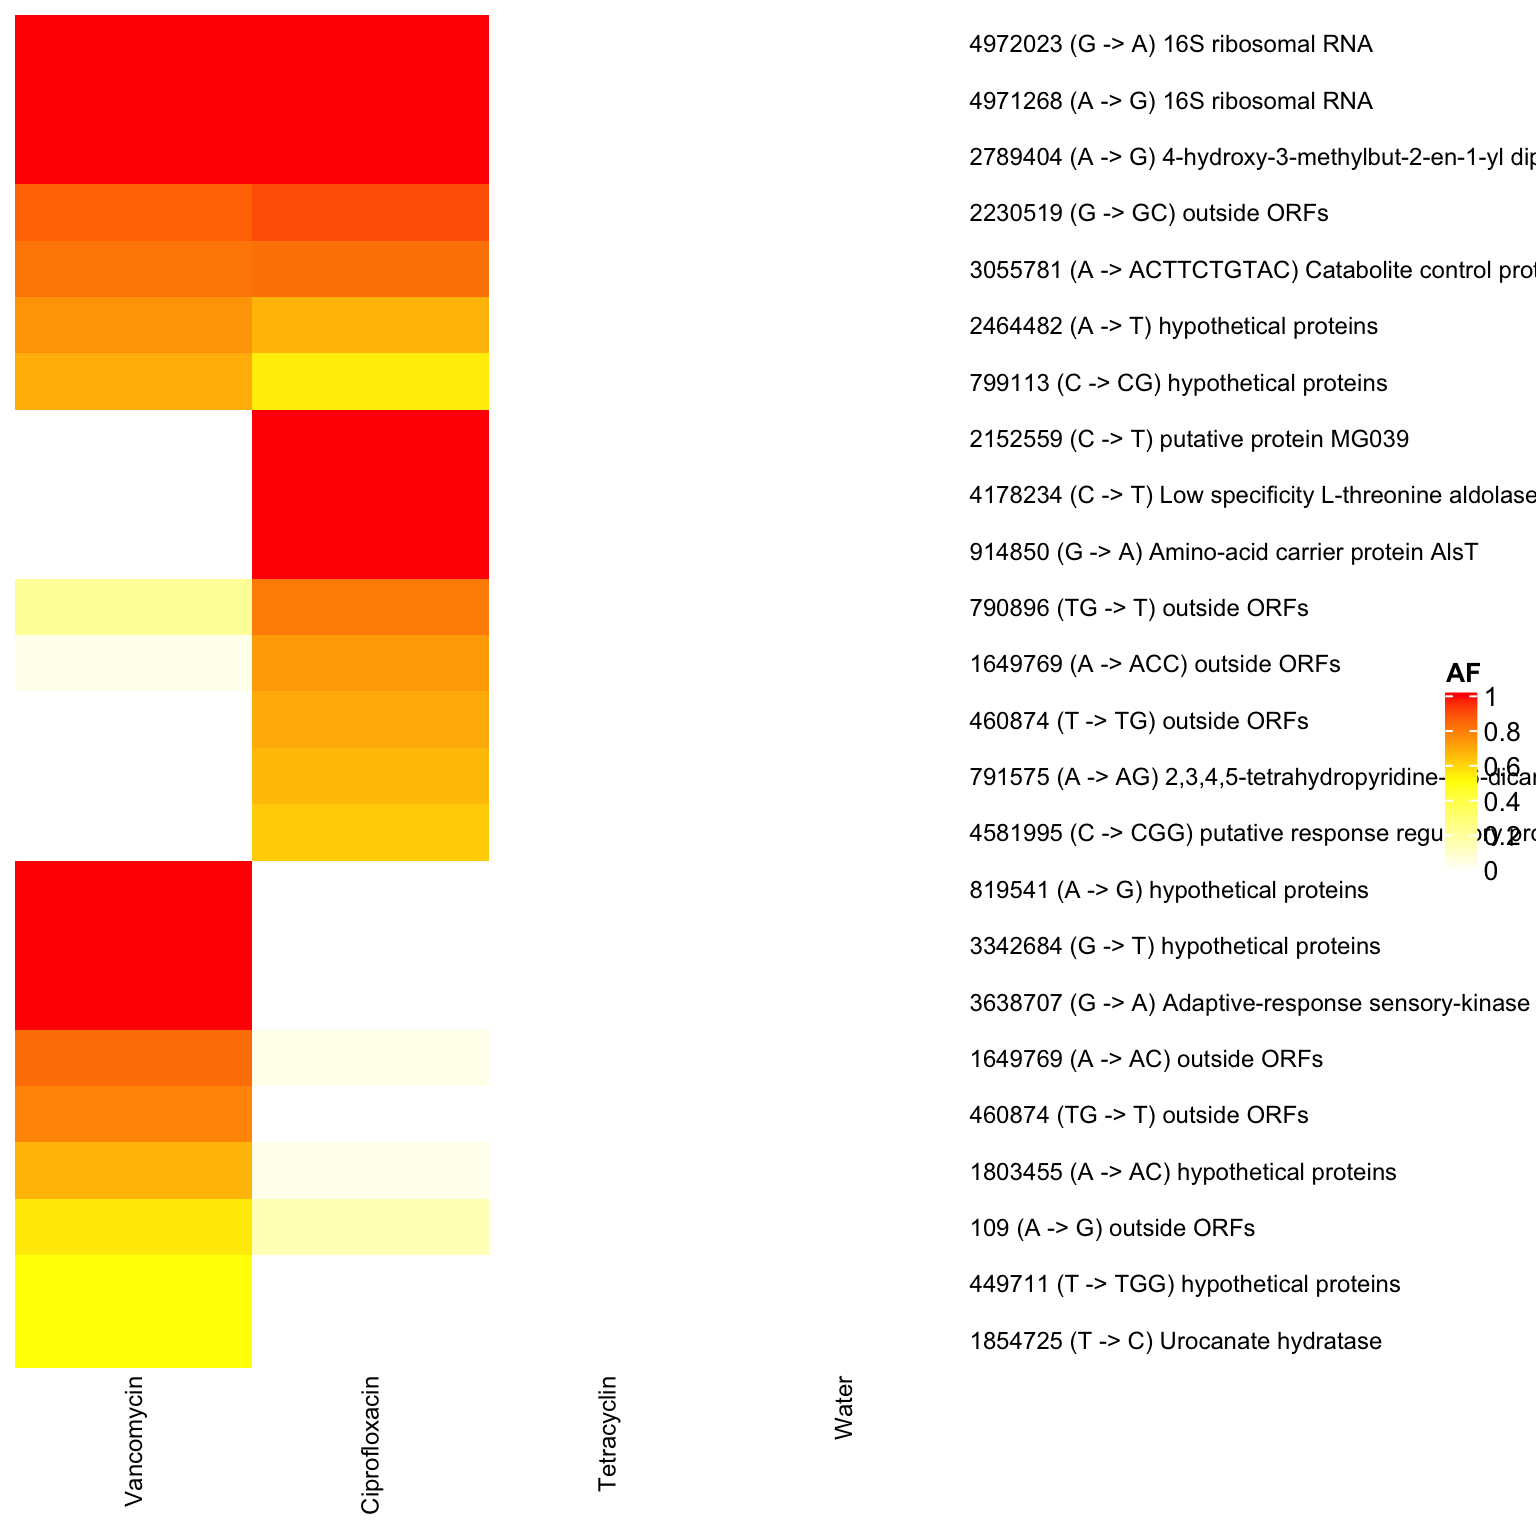 4972023 (G -> A) 16S ribosomal RNA
4971268 (A -> G) 16S ribosomal RNA
2789404 (A -> G) 4-hydroxy-3-methylbut-2-en-1-yl dip
2230519 (G -> GC) outside ORFs
3055781 (A -> ACTTCTGTAC) Catabolite control prot
2464482 (A -> T) hypothetical proteins
799113 (C -> CG) hypothetical proteins
2152559 (C -> T) putative protein MG039
4178234 (C -> T) Low specificity L-threonine aldolase
914850 (G -> A) Amino-acid carrier protein AlsT
790896 (TG -> T) outside ORFs
1649769 (A -> ACC) outside ORFs
460874 (T -> TG) outside ORFs
791575 (A -> AG) 2,3,4,5-tetrahydropyridine-
4581995 (C -> CGG) putative response
819541 (A -> G) hypothetical proteins
3342684 (G -> T) hypothetical proteins
3638707 (G -> A) Adaptive-response sensory-kinase
1649769 (A -> AC) outside ORFs
460874 (TG -> T) outside ORFs
1803455 (A -> AC) hypothetical proteins
109 (A -> G) outside ORFs
449711 (T -> TGG) hypothetical proteins
1854725 (T -> C) Urocanate hydratase
AF
1
0.8
0.6
0.4
0.2
0
Vancomycin
Ciprofloxacin
Tetracyclin
Water